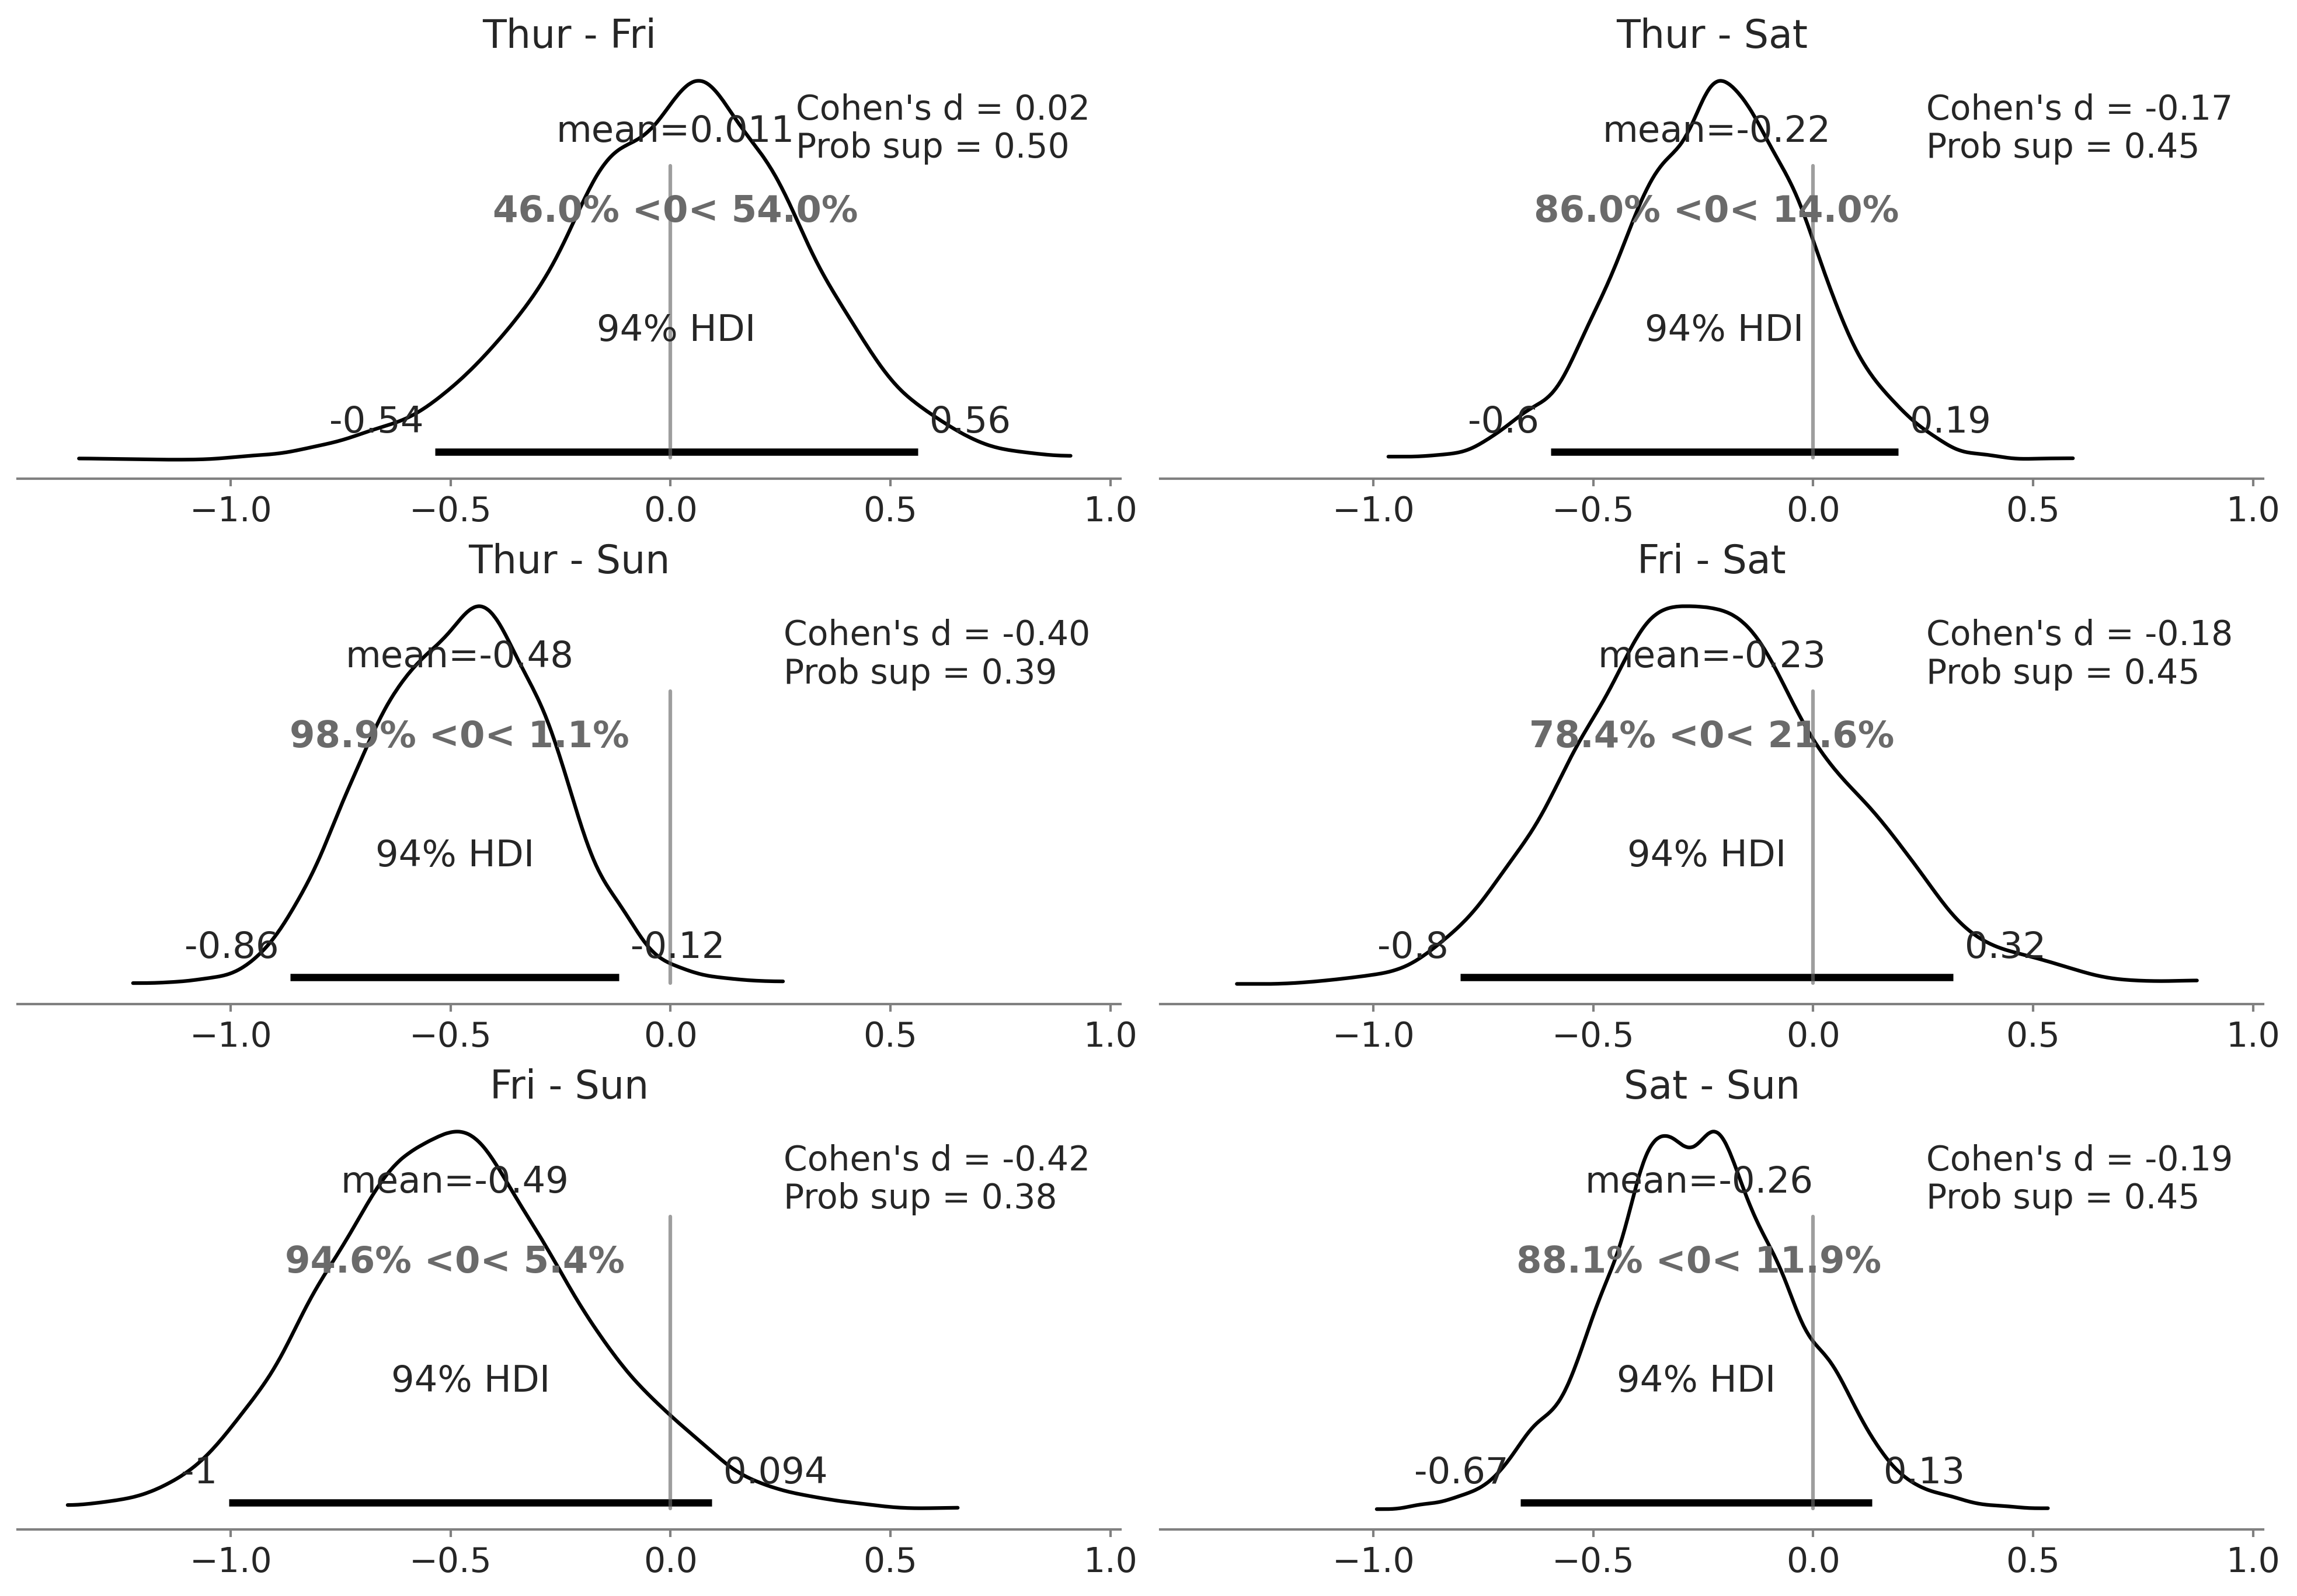 Thur - Fri
mean=0.011
Cohen's d = 0.02
Prob sup = 0.50
46.0% <0< 54.0%
94% HDI
-0.54
0.56
−1.0 −0.5 0.0 0.5 1.0
Thur - Sat
mean=-0.22
Cohen's d = -0.17
Prob sup = 0.45
86.0% <0< 14.0%
94% HDI
-0.6
0.19
−1.0 −0.5 0.0 0.5 1.0
Thur - Sun
mean=-0.48
Cohen's d = -0.40
Prob sup = 0.39
98.9% <0< 1.1%
94% HDI
-0.86
-0.12
−1.0 −0.5 0.0 0.5 1.0
Fri - Sat
mean=-0.23
Cohen's d = -0.18
Prob sup = 0.45
78.4% <0< 21.6%
94% HDI
-0.8
0.32
−1.0 −0.5 0.0 0.5 1.0
Fri - Sun
mean=-0.49
Cohen's d = -0.42
Prob sup = 0.38
94.6% <0< 5.4%
94% HDI
-1
0.094
−1.0 −0.5 0.0 0.5 1.0
Sat - Sun
mean=-0.26
Cohen's d = -0.19
Prob sup = 0.45
88.1% <0< 11.9%
94% HDI
-0.67
0.13
−1.0 −0.5 0.0 0.5 1.0